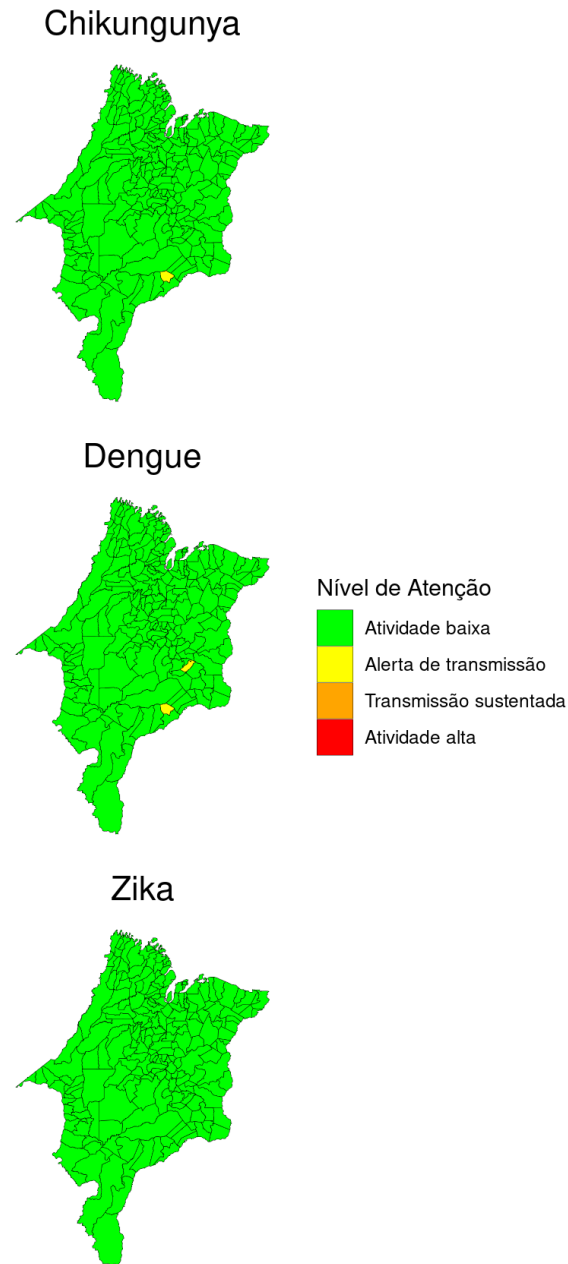 Chikungunya
Dengue
Nível de Atenção
Atividade baixa
Alerta de transmissão
Transmissão sustentada
Atividade alta
Zika